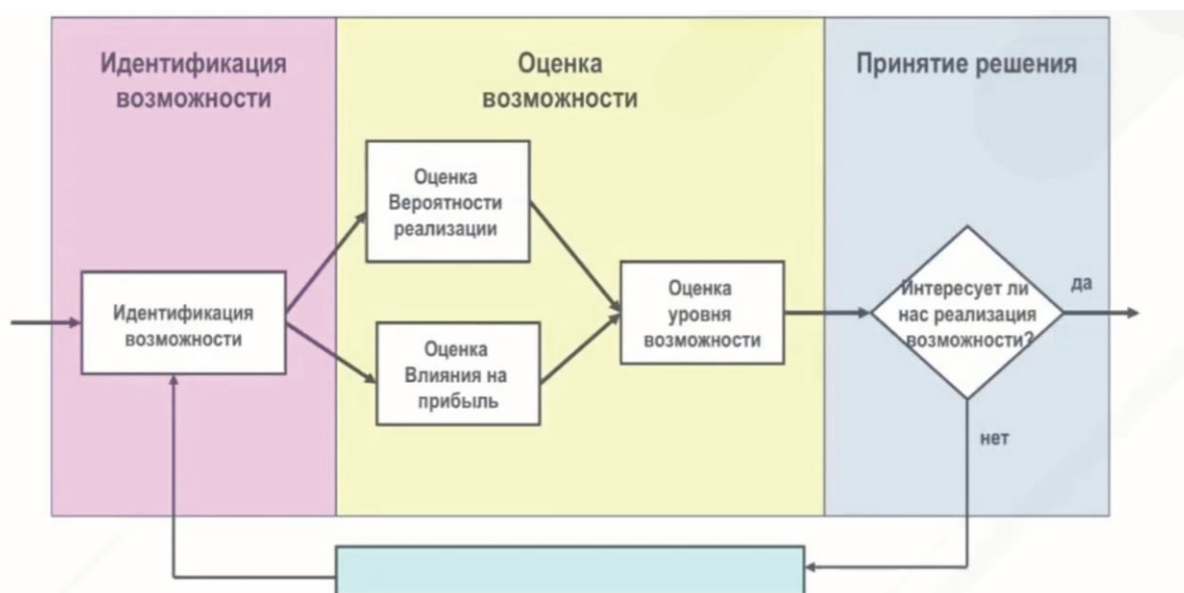 Идентификация
возможности
Оценка
возможности
Принятие решения
Оценка
Вероятности
реализации
Идентификация
возможности
Оценка
Влияния на
прибыль
Оценка
уровня
возможности
Интересует ли
нас реализация
возможности?
да
нет